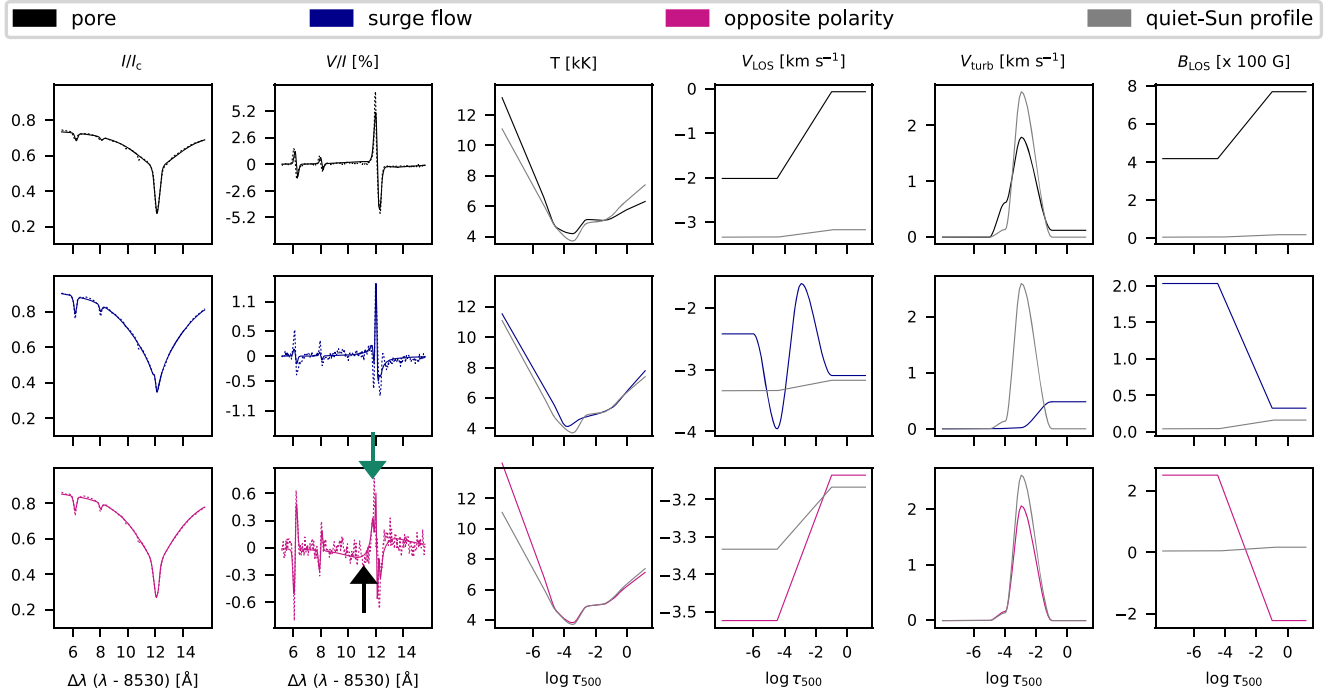 pore surge flow opposite polarity quiet-Sun profile
I/Ic V/I [%] T [kK] VLOS [km s⁻¹] Vturb [km s⁻¹] BLOS [x 100 G]
0.8 0.6 0.4 0.2
5.2 2.6 0 -2.6 -5.2
12 10 8 6 4
0 −1 −2 −3
2 1 0
8 6 4 2 0
0.8 0.6 0.4 0.2
1.1 0.5 0 -0.5 -1.1
12 10 8 6 4
−2 −3 −4
2 1 0
2.0 1.5 1.0 0.5 0.0
0.8 0.6 0.4 0.2
0.6 0.3 0 -0.3 -0.6
12 10 8 6 4
−3.2 −3.3 −3.4 −3.5
2 1 0
2 0 −2
6 8 10 12 14
6 8 10 12 14
-6 -4 -2 0
-6 -4 -2 0
-6 -4 -2 0
-6 -4 -2 0
Δλ (λ - 8530) [Å] Δλ (λ - 8530) [Å] log τ500 log τ500 log τ500 log τ500